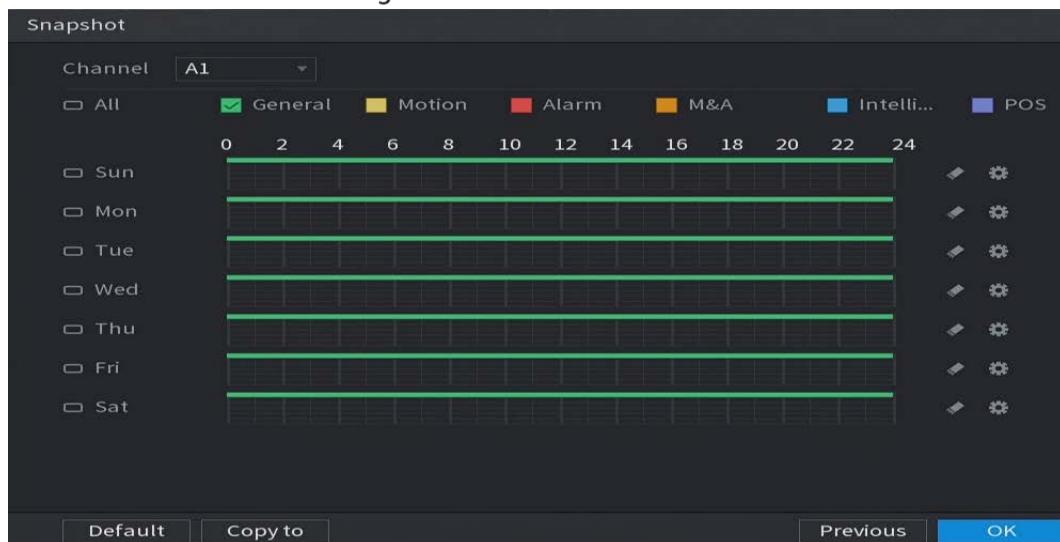 Snapshot
Channel A1
All General Motion Alarm M&A Intelli... POS
0 2 4 6 8 10 12 14 16 18 20 22 24
Sun
Mon
Tue
Wed
Thu
Fri
Sat
Default Copy to Previous OK